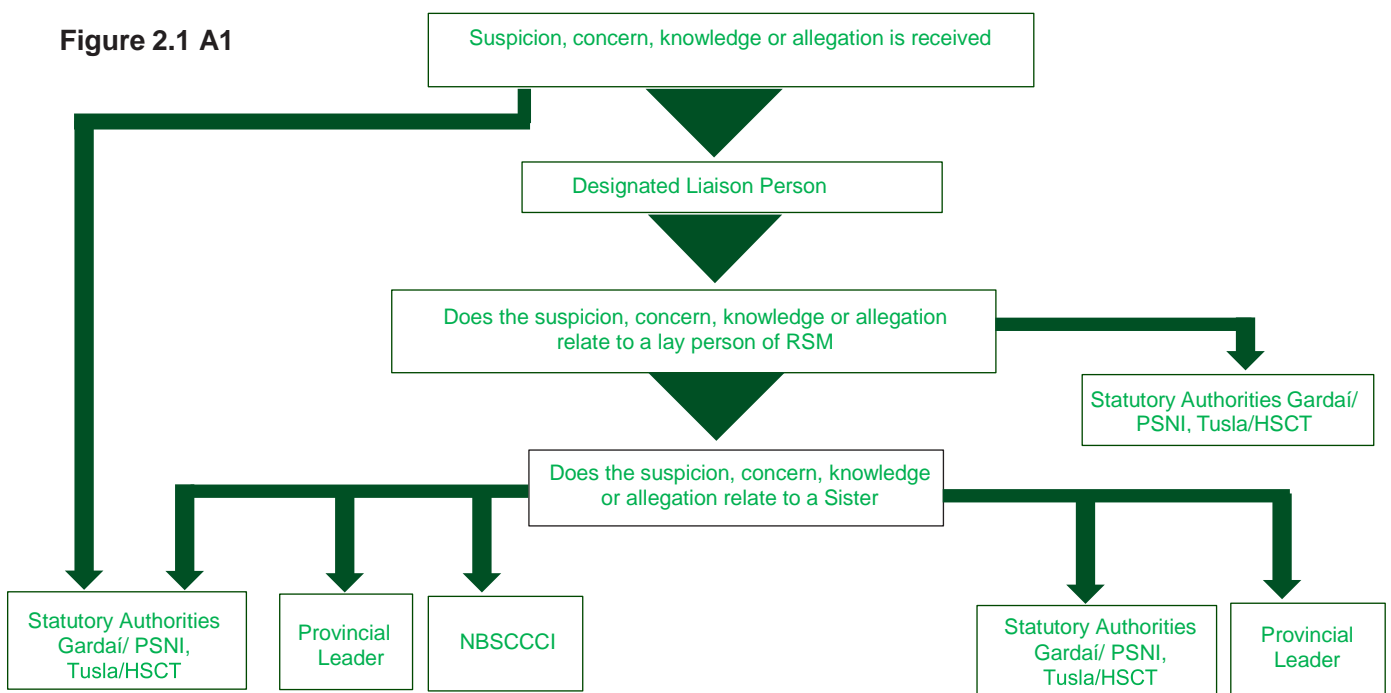 Figure 2.1 A1
Suspicion, concern, knowledge or allegation is received
Designated Liaison Person
Does the suspicion, concern, knowledge or allegation
relate to a lay person of RSM
Statutory Authorities Gardaí/
PSNI, Tusla/HSCT
Does the suspicion, concern, knowledge
or allegation relate to a Sister
Statutory Authorities
Gardaí/ PSNI,
Tusla/HSCT
Provincial
Leader
NBSCCCI
Statutory Authorities
Gardaí/ PSNI,
Tusla/HSCT
Provincial
Leader